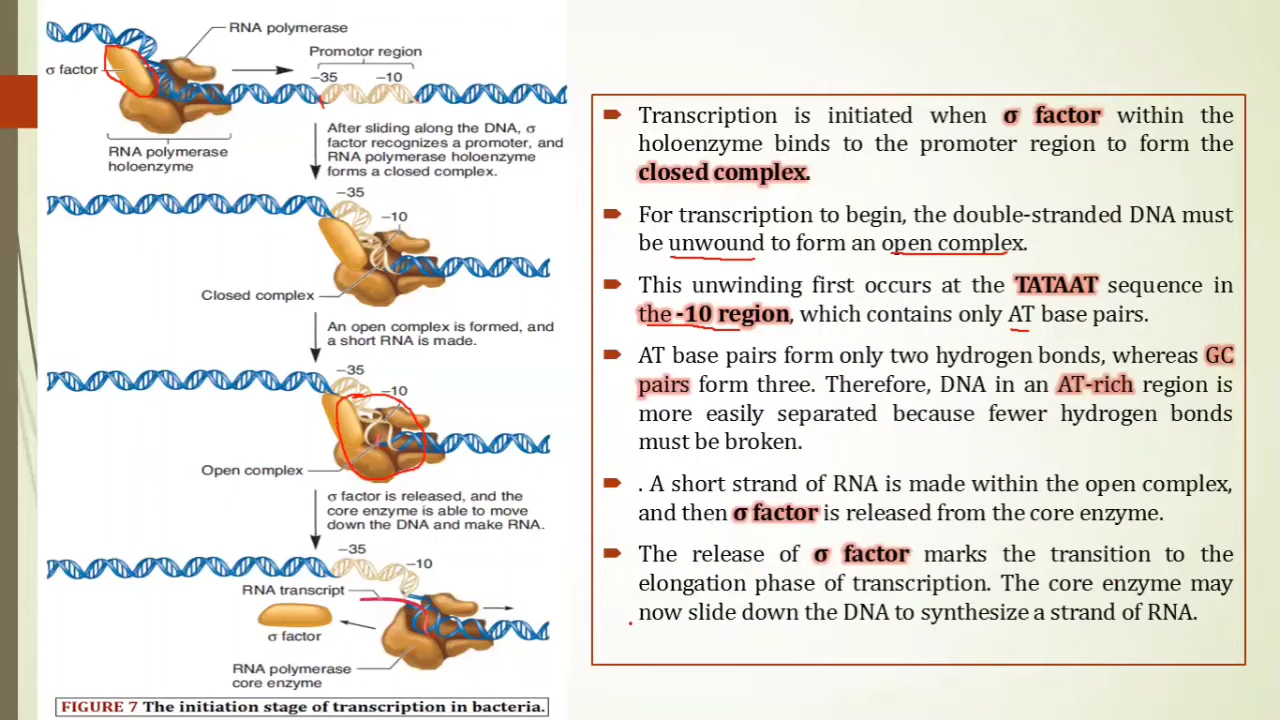 RNA polymerase
Promotor region
σ factor
−35
−10
RNA polymerase
holoenzyme
After sliding along the DNA, σ
factor recognizes a promoter, and
RNA polymerase holoenzyme
forms a closed complex.
−35
−10
Closed complex
An open complex is formed, and
a short RNA is made.
−35
−10
Open complex
σ factor is released, and the
core enzyme is able to move
down the DNA and make RNA.
−35
−10
RNA transcript
σ factor
RNA polymerase
core enzyme
FIGURE 7 The initiation stage of transcription in bacteria.
Transcription is initiated when σ factor within the
holoenzyme binds to the promoter region to form the
closed complex.
For transcription to begin, the double-stranded DNA must
be unwound to form an open complex.
This unwinding first occurs at the TATAAT sequence in
the -10 region, which contains only AT base pairs.
AT base pairs form only two hydrogen bonds, whereas GC
pairs form three. Therefore, DNA in an AT-rich region is
more easily separated because fewer hydrogen bonds
must be broken.
. A short strand of RNA is made within the open complex,
and then σ factor is released from the core enzyme.
The release of σ factor marks the transition to the
elongation phase of transcription. The core enzyme may
now slide down the DNA to synthesize a strand of RNA.